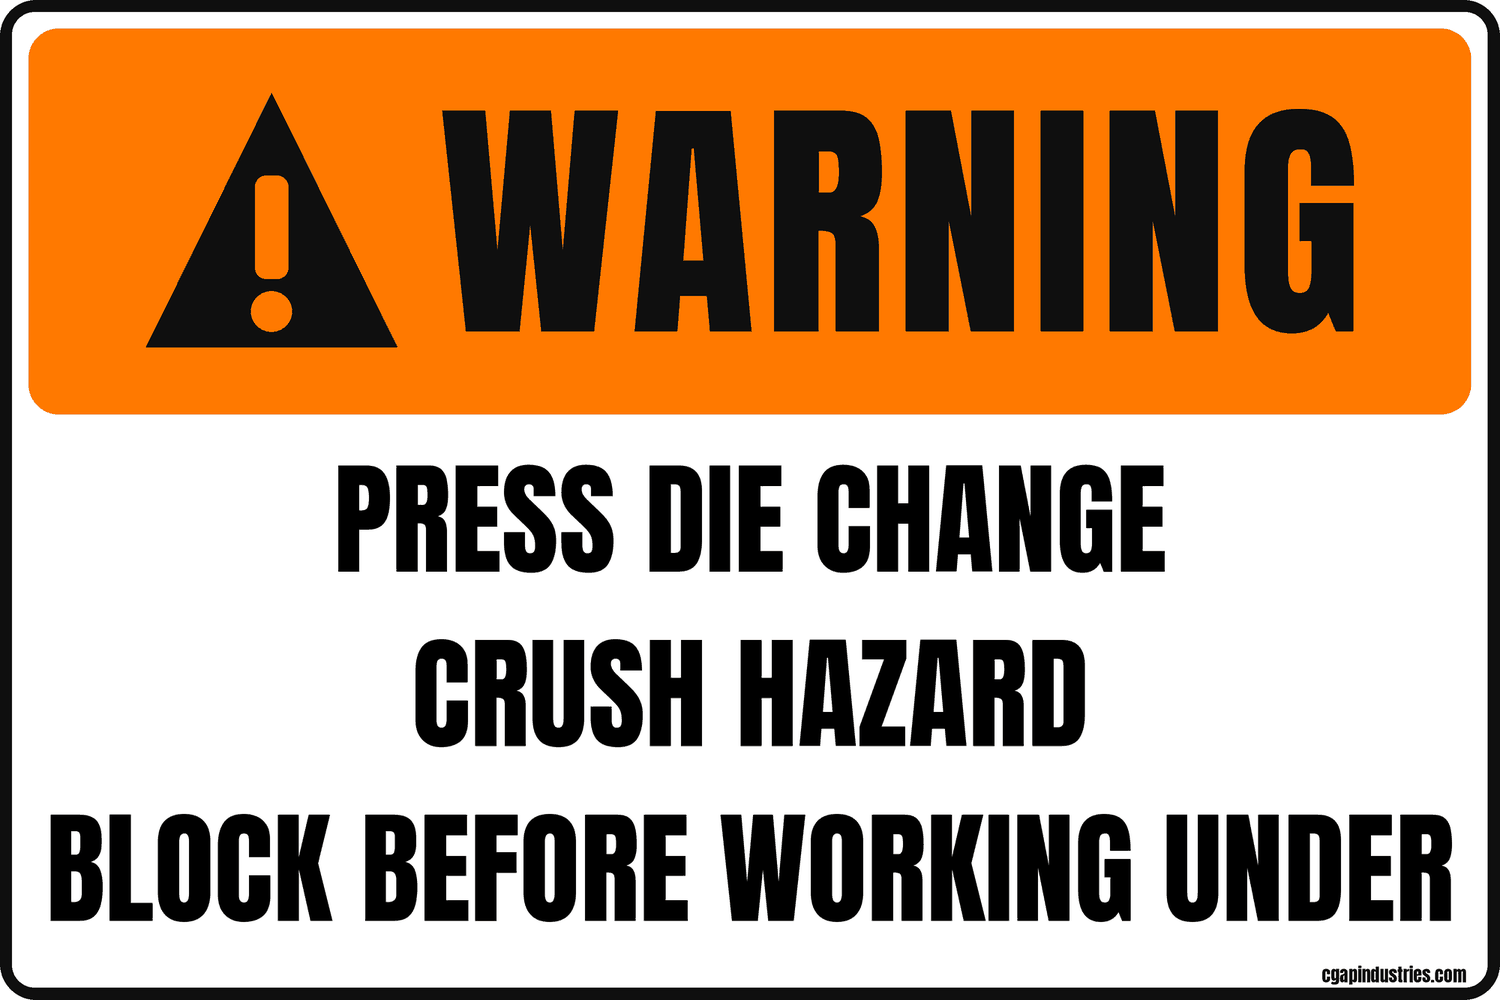 WARNING
PRESS DIE CHANGE
CRUSH HAZARD
BLOCK BEFORE WORKING UNDER
cgapindustries.com